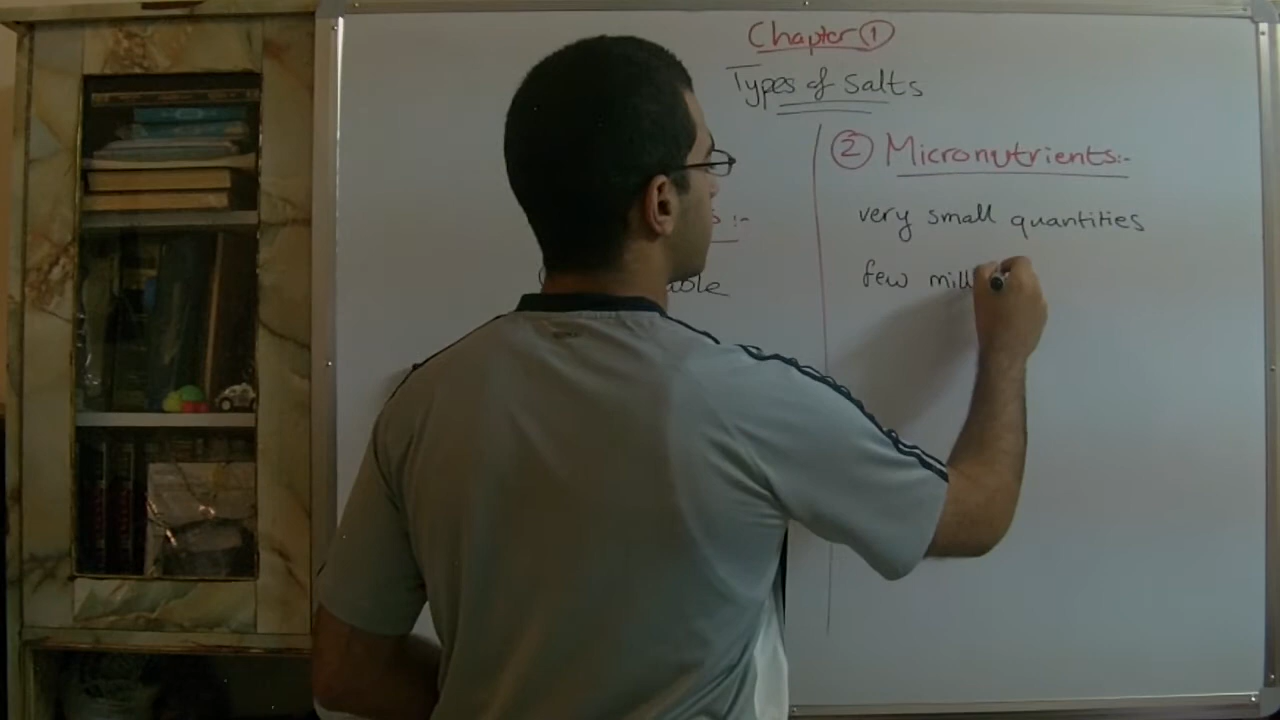 Chapter ①
Types of Salts
② Micronutrients:-
very small quantities
few mill